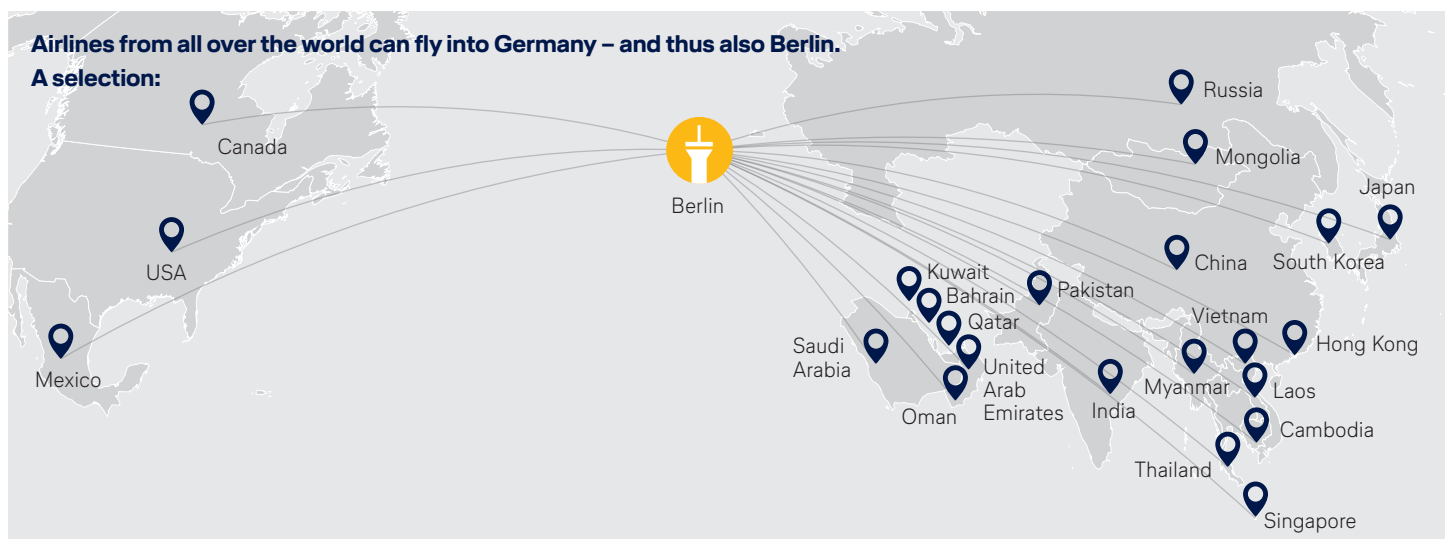 Airlines from all over the world can fly into Germany – and thus also Berlin.
A selection:
Russia
Canada
Mongolia
Japan
Berlin
USA
China
South Korea
Kuwait
Bahrain
Pakistan
Qatar
Vietnam
Saudi
Arabia
Hong Kong
United
Arab
Emirates
Mexico
Myanmar
Laos
Oman
India
Cambodia
Thailand
Singapore